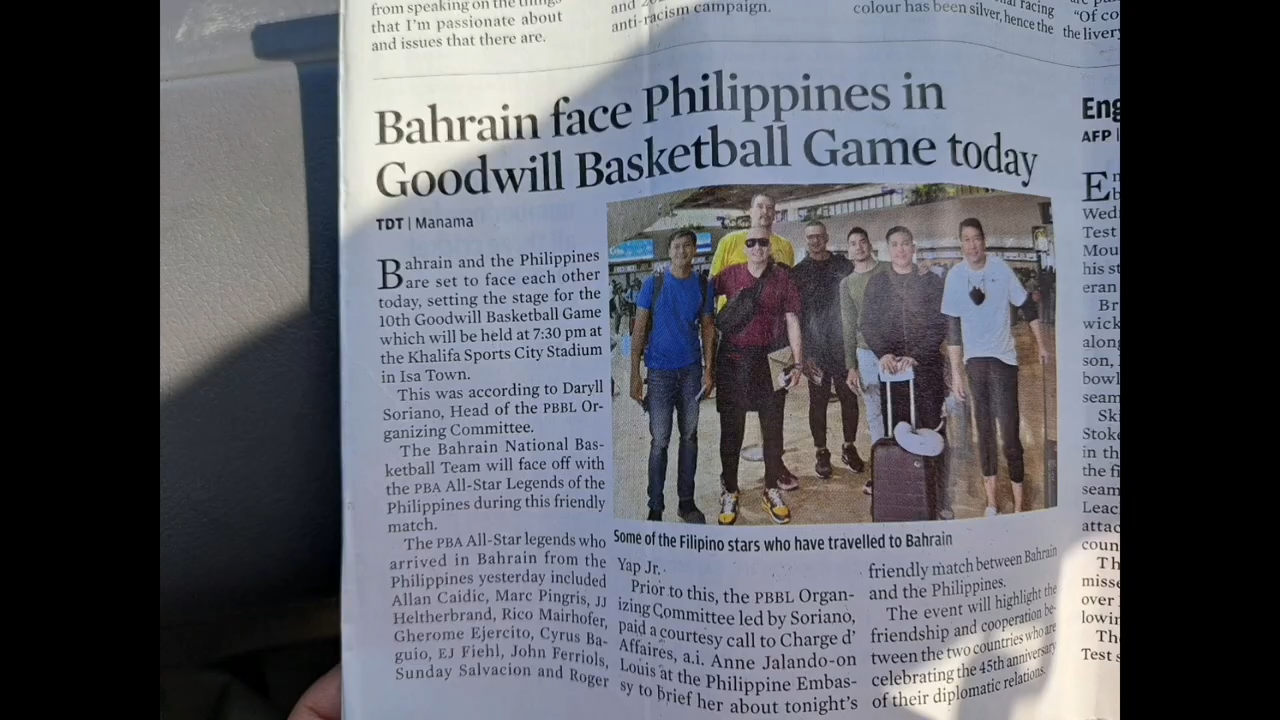 from speaking on the things
that I'm passionate about
and issues that there are.
anti-racism campaign.
colour has been silver, hence the
"Of co
the livery
Bahrain face Philippines in
Goodwill Basketball Game today
TDT | Manama
Bahrain and the Philippines
are set to face each other
today, setting the stage for the
10th Goodwill Basketball Game
which will be held at 7:30 pm at
the Khalifa Sports City Stadium
in Isa Town.
This was according to Daryll
Soriano, Head of the PBBL Or-
ganizing Committee.
The Bahrain National Bas-
ketball Team will face off with
the PBA All-Star Legends of the
Philippines during this friendly
match.
The PBA All-Star legends who
arrived in Bahrain from the
Philippines yesterday included
Allan Caidic, Marc Pingris, JJ
Heltherbrand, Rico Mairhofer,
Gherome Ejercito, Cyrus Ba-
guio, EJ Fiehl, John Ferriols,
Sunday Salvacion and Roger
Some of the Filipino stars who have travelled to Bahrain
Yap Jr.
Prior to this, the PBBL Organ-
izing Committee led by Soriano,
paid a courtesy call to Charge d'
Affaires, a.i. Anne Jalando-on
Louis at the Philippine Embas-
sy to brief her about tonight's
friendly match between Bahrain
and the Philippines.
The event will highlight the
friendship and cooperation be-
tween the two countries who are
celebrating the 45th anniversary
of their diplomatic relations.
Eng
AFP |
En
b
Wed
Test
Mou
his st
eran
Br
wick
along
son,
bowl
seam
Ski
Stoke
in th
the fi
seam
Leac
attac
coun
Th
misse
over
lowin
Th
Test s